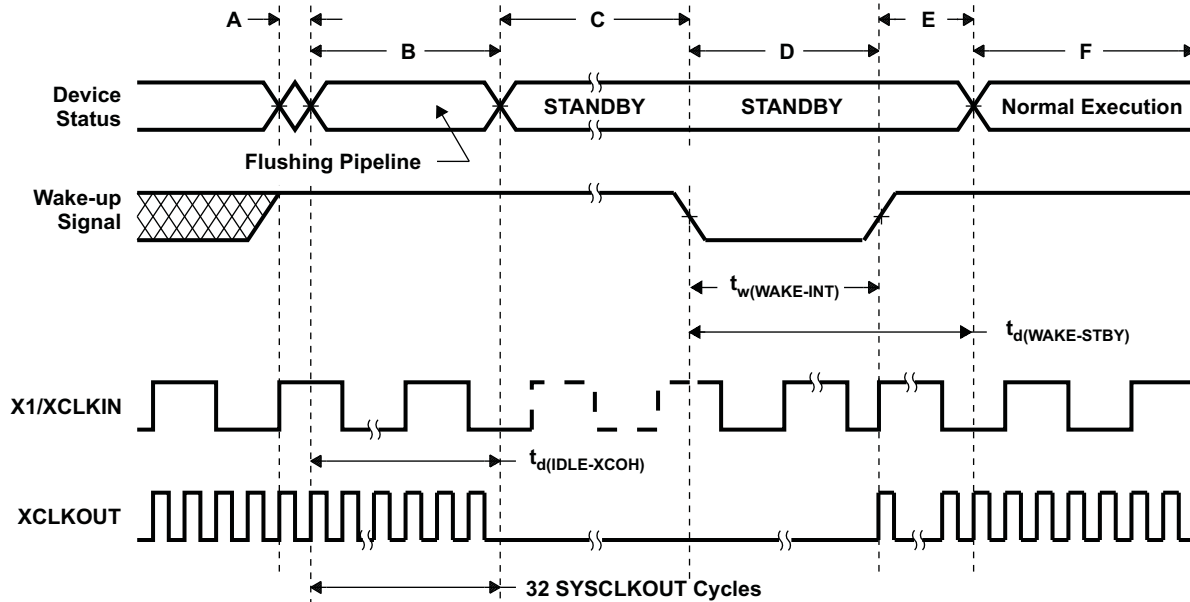 A
B
C
D
E
F
Device
Status
STANDBY
STANDBY
Normal Execution
Flushing Pipeline
Wake-up
Signal
tw(WAKE-INT)
td(WAKE-STBY)
X1/XCLKIN
td(IDLE-XCOH)
XCLKOUT
32 SYSCLKOUT Cycles